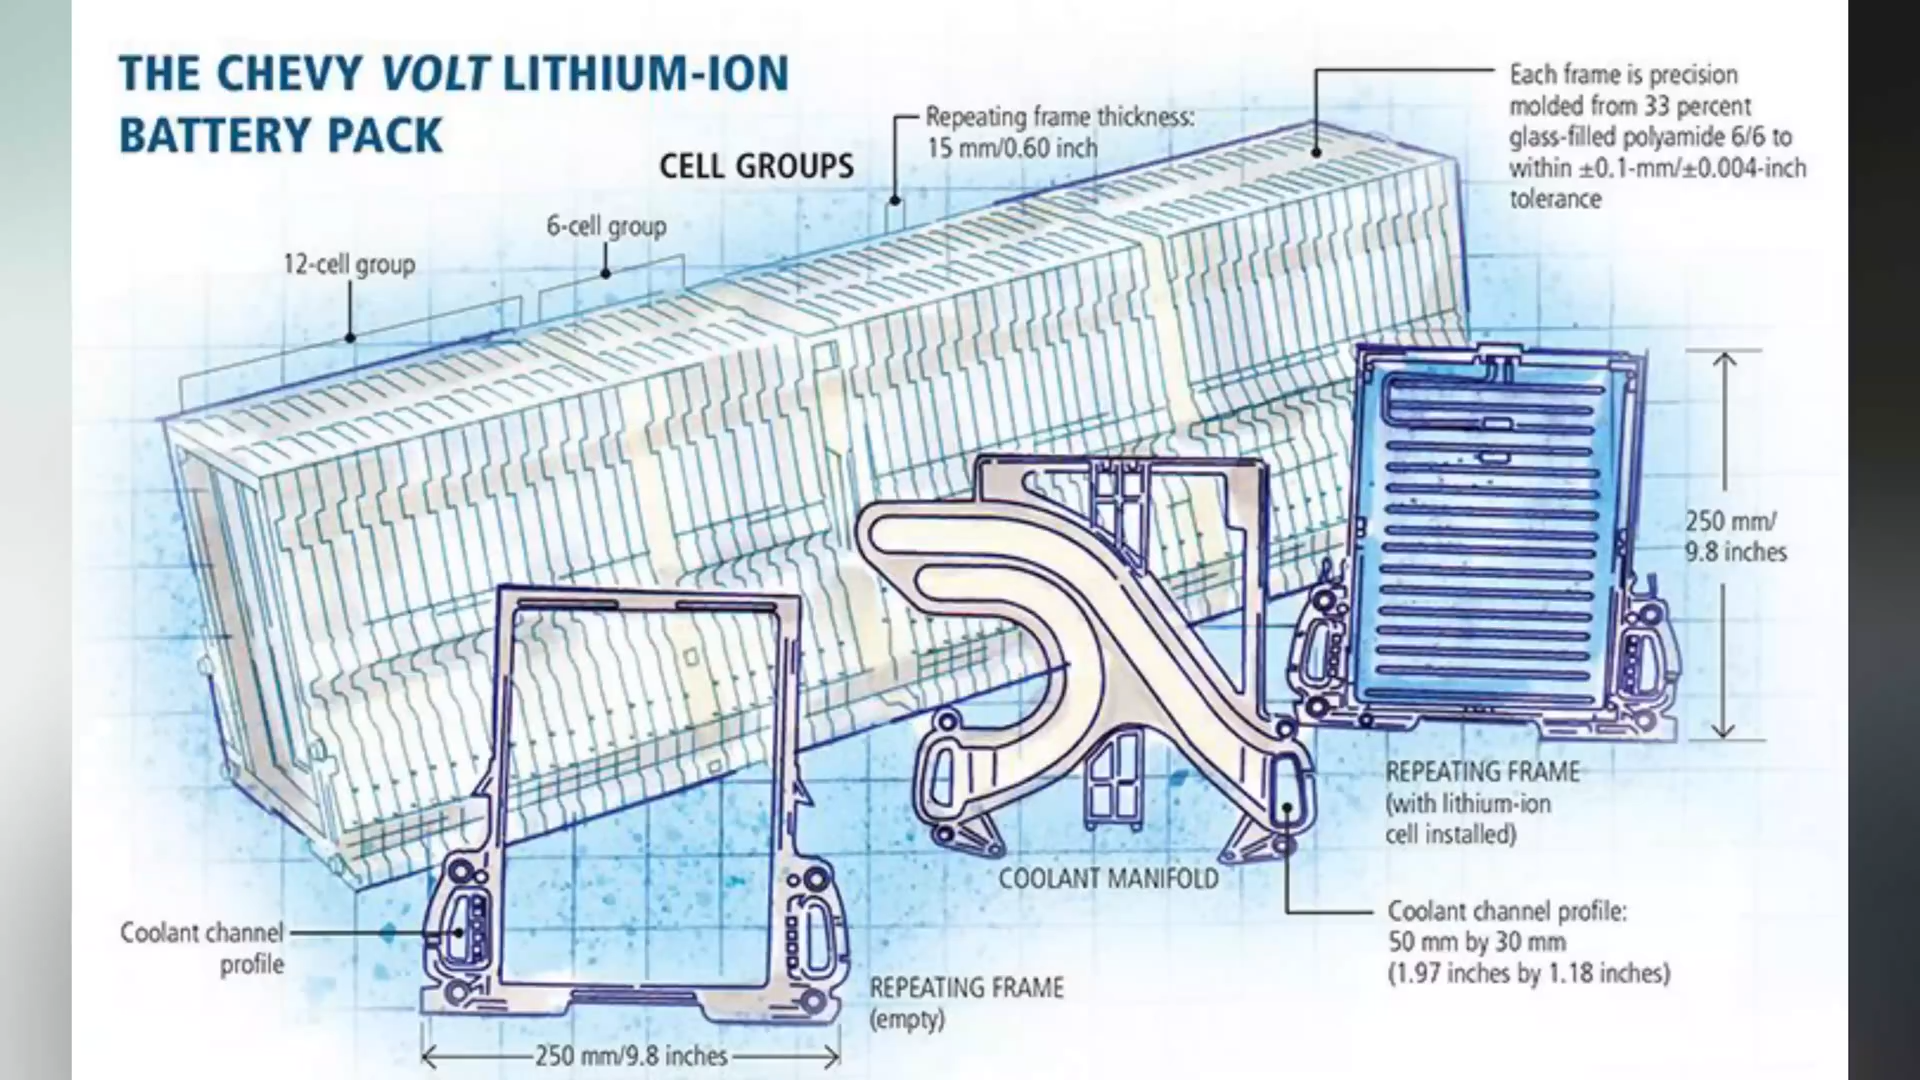 THE CHEVY VOLT LITHIUM-ION
BATTERY PACK
CELL GROUPS
Repeating frame thickness:
15 mm/0.60 inch
Each frame is precision
molded from 33 percent
glass-filled polyamide 6/6 to
within ±0.1-mm/±0.004-inch
tolerance
6-cell group
12-cell group
250 mm/
9.8 inches
REPEATING FRAME
(with lithium-ion
cell installed)
COOLANT MANIFOLD
Coolant channel profile:
50 mm by 30 mm
(1.97 inches by 1.18 inches)
Coolant channel
profile
REPEATING FRAME
(empty)
250 mm/9.8 inches